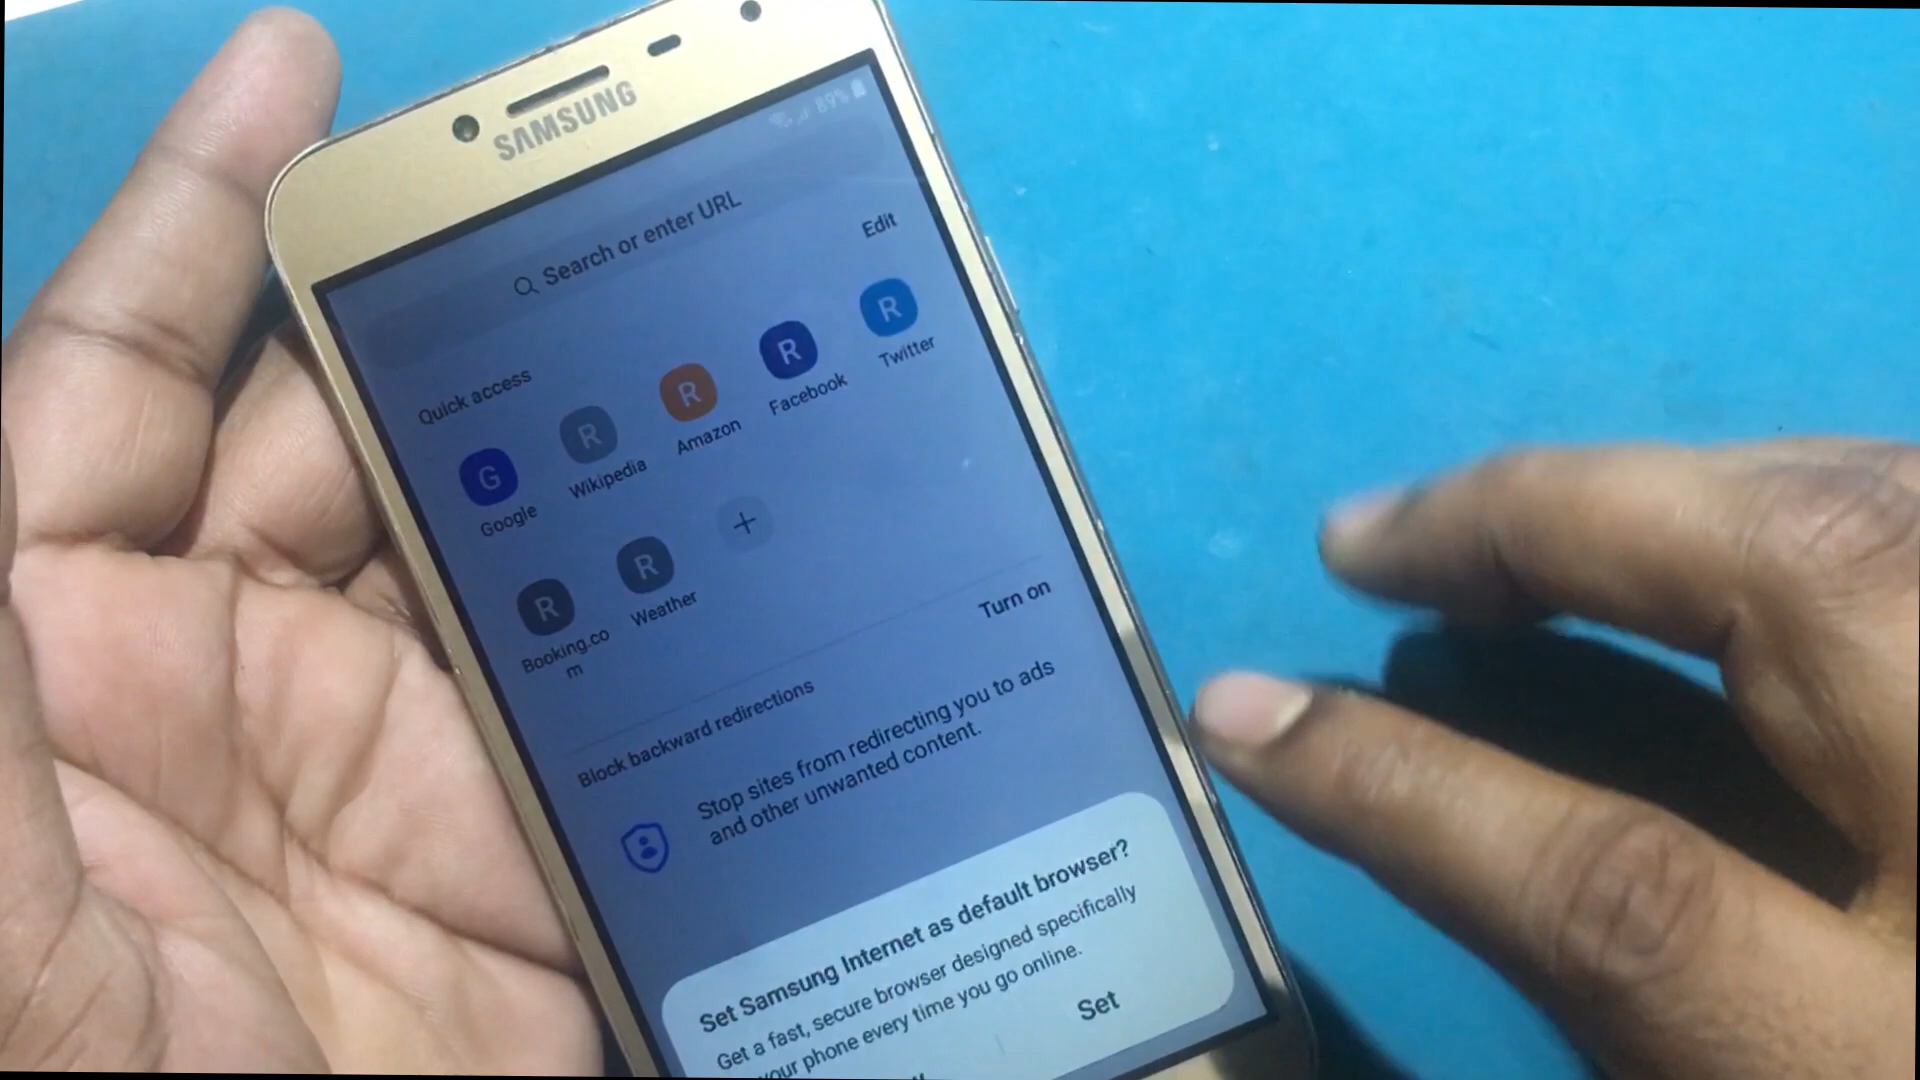 SAMSUNG
89%
Search or enter URL
Edit
Quick access
G R R R R
Google Wikipedia Amazon Facebook Twitter
R R +
Booking.co
m
Weather
Turn on
Block backward redirections
Stop sites from redirecting you to ads
and other unwanted content.
Set Samsung Internet as default browser?
Get a fast, secure browser designed specifically
your phone every time you go online.
Set